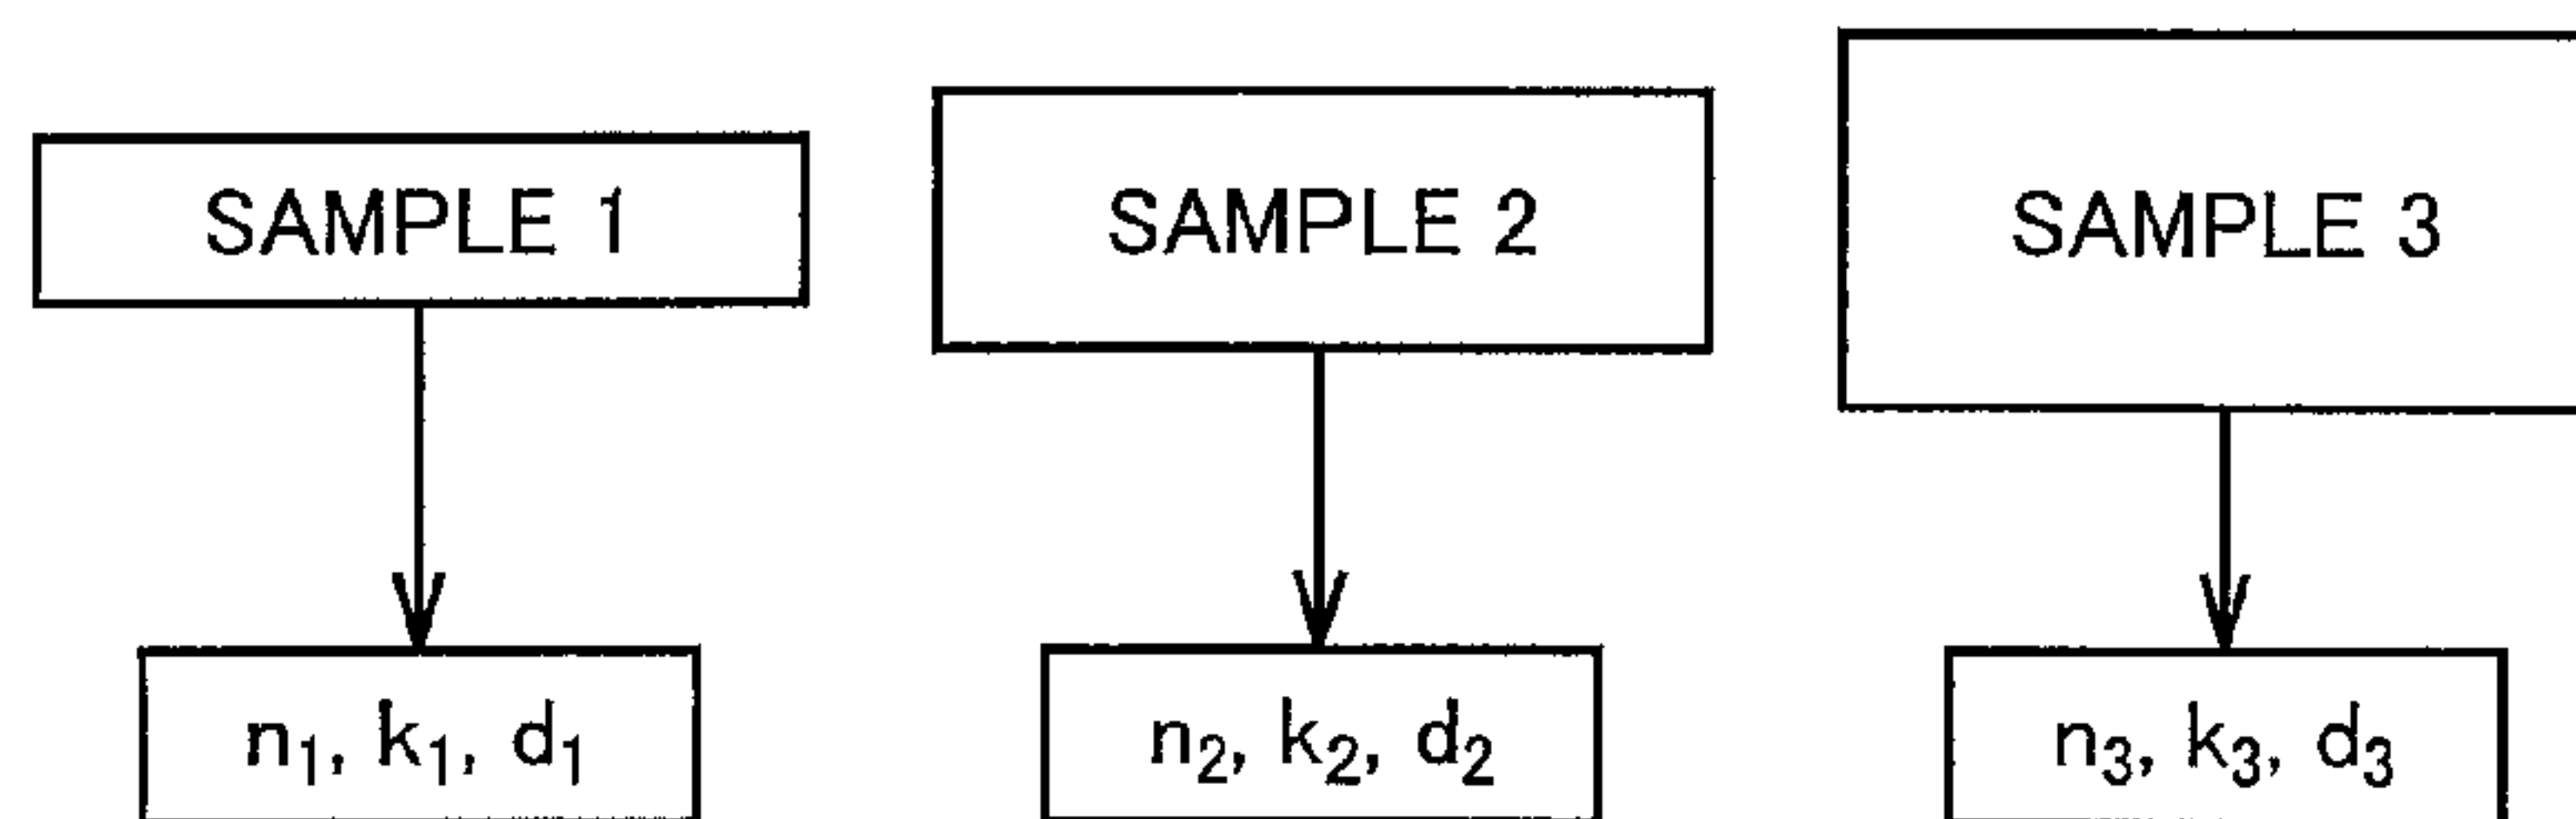 SAMPLE 1
SAMPLE 2
SAMPLE 3
n₁, k₁, d₁
n₂, k₂, d₂
n₃, k₃, d₃